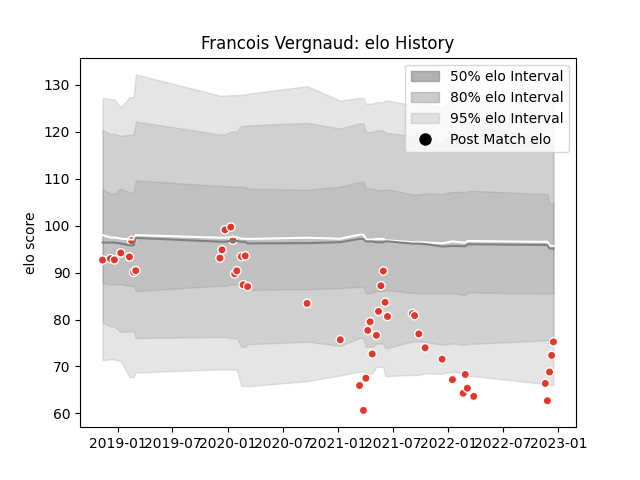 Francois Vergnaud: elo History
50% elo Interval
80% elo Interval
95% elo Interval
Post Match elo
elo score
130
120
110
100
90
80
70
60
2019-01 2019-07 2020-01 2020-07 2021-01 2021-07 2022-01 2022-07 2023-01